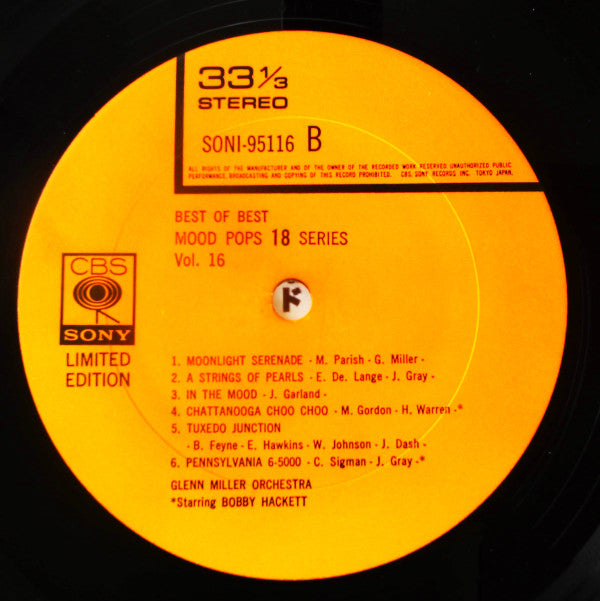 33 1/3
STEREO
SONI-95116 B
ALL RIGHTS OF THE MANUFACTURER AND OF THE OWNER OF THE RECORDED WORK RESERVED UNAUTHORIZED PUBLIC
PERFORMANCE, BROADCASTING AND COPYING OF THIS RECORD PROHIBITED. CBS, SONY RECORDS INC. TOKYO JAPAN.
BEST OF BEST
MOOD POPS 18 SERIES
Vol. 16
CBS
SONY
LIMITED
EDITION
ド
1. MOONLIGHT SERENADE - M. Parish - G. Miller -
2. A STRINGS OF PEARLS - E. De. Lange - J. Gray -
3. IN THE MOOD - J. Garland -
4. CHATTANOOGA CHOO CHOO - M. Gordon - H. Warren -*
5. TUXEDO JUNCTION
- B. Feyne - E. Hawkins - W. Johnson - J. Dash -
6. PENNSYLVANIA 6-5000 - C. Sigman - J. Gray -*
GLENN MILLER ORCHESTRA
*Starring BOBBY HACKETT